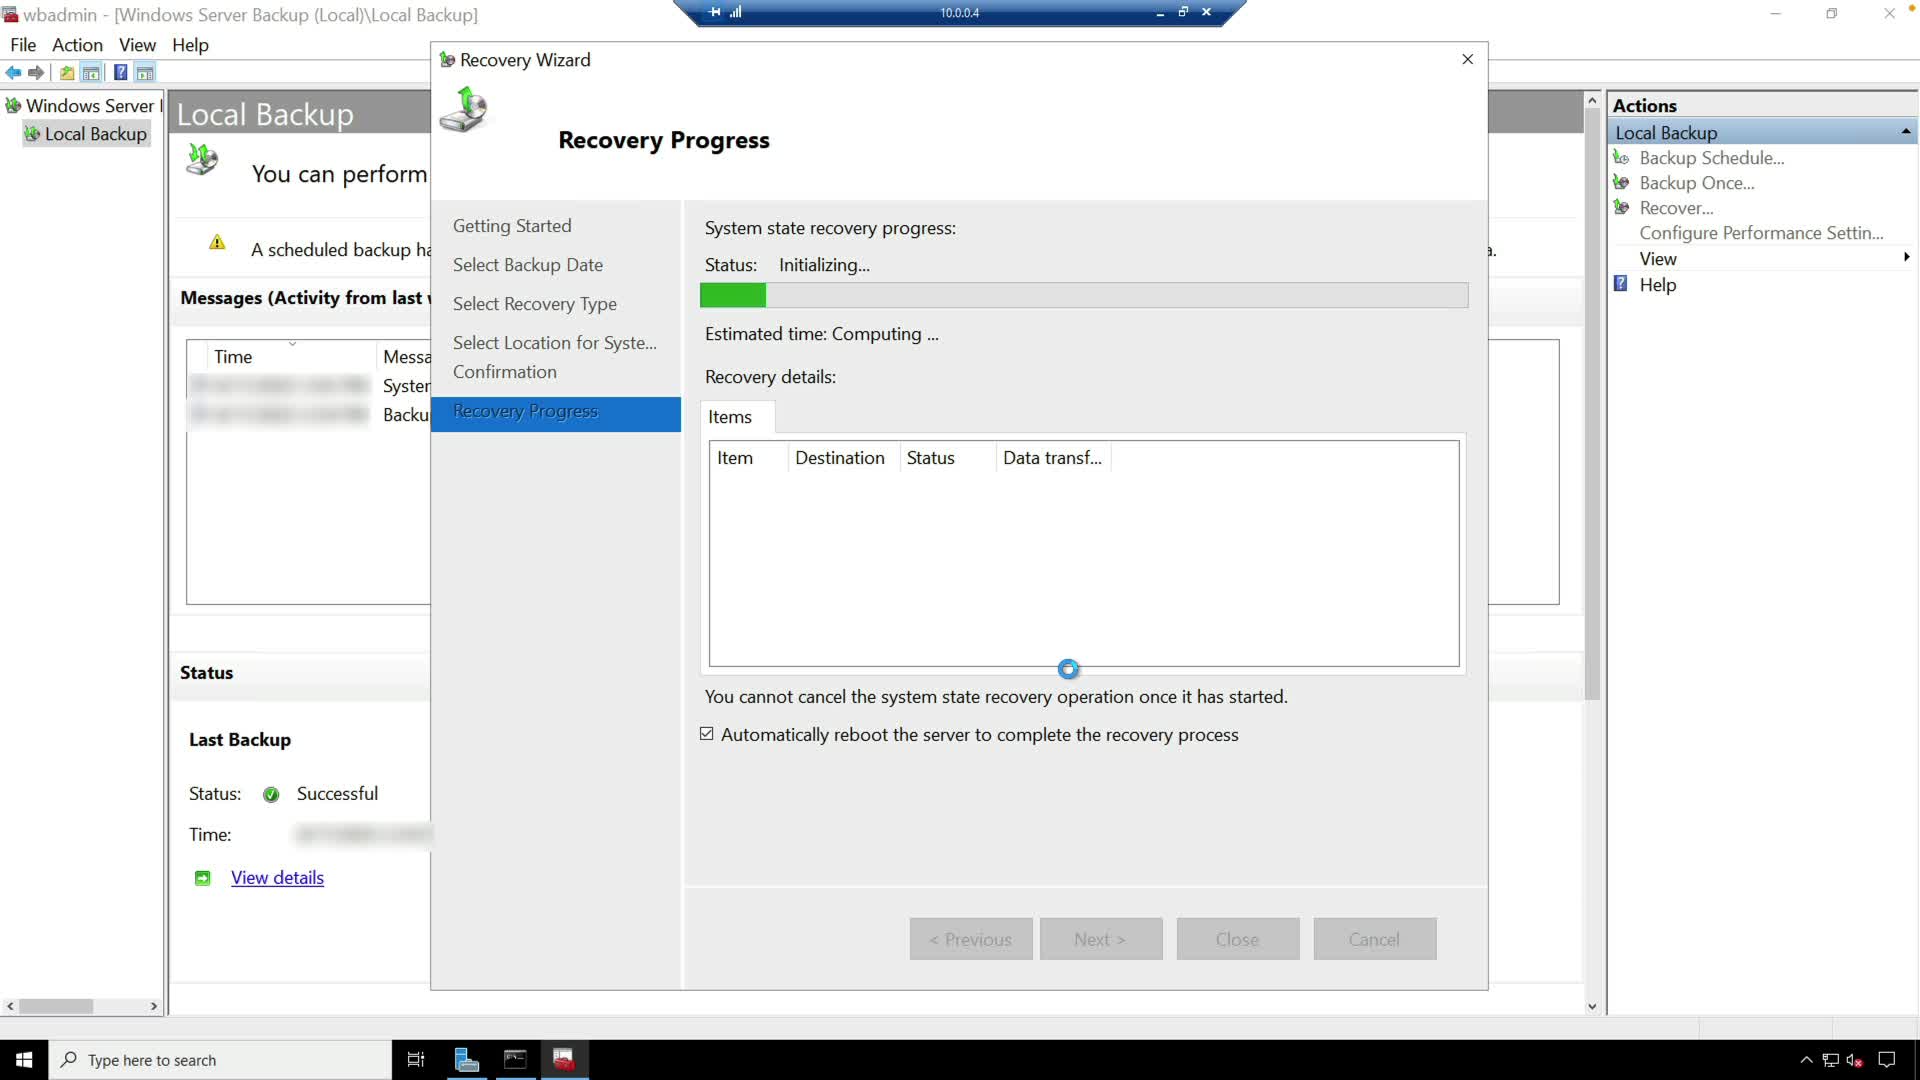 wbadmin - [Windows Server Backup (Local)\Local Backup]
10.0.0.4
File Action View Help
Windows Server
Local Backup
Local Backup
You can perform
A scheduled backup ha
a.
Messages (Activity from last
Time Messa
System
Backu
Status
Last Backup
Status: Successful
Time:
View details
Recovery Wizard
Recovery Progress
Getting Started
Select Backup Date
Select Recovery Type
Select Location for Syste...
Confirmation
Recovery Progress
System state recovery progress:
Status: Initializing...
Estimated time: Computing ...
Recovery details:
Items
Item Destination Status Data transf...
You cannot cancel the system state recovery operation once it has started.
Automatically reboot the server to complete the recovery process
< Previous Next > Close Cancel
Actions
Local Backup
Backup Schedule...
Backup Once...
Recover...
Configure Performance Settin...
View
Help
Type here to search